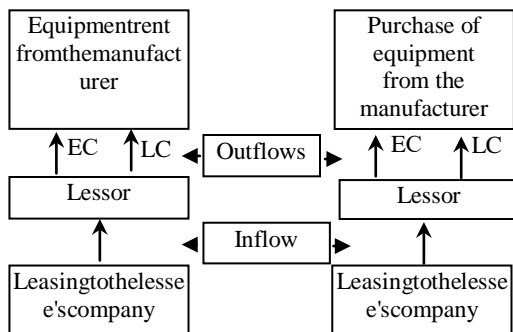 Equipmentrent
fromthemanufact
urer
Purchase of
equipment
from the
manufacturer
EC
LC
Outflows
EC
LC
Lessor
Lessor
Inflow
Leasingtothelesse
e'scompany
Leasingtothelesse
e'scompany